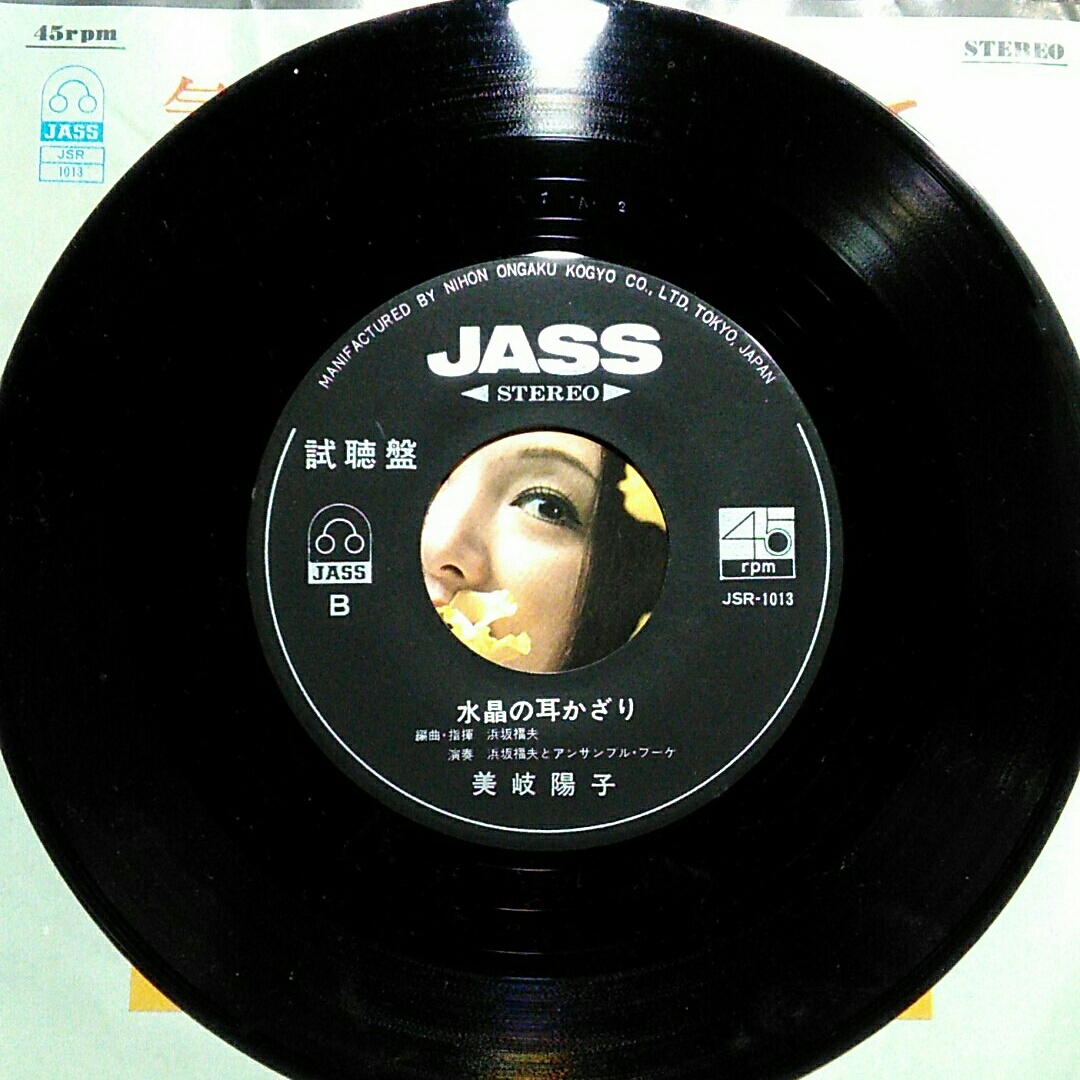 45rpm
STEREO
JASS
JSR
1013
MANIFACTURED BY NIHON ONGAKU KOGYO CO., LTD, TOKYO, JAPAN
JASS
STEREO
試聴盤
JASS
B
45
rpm
JSR-1013
水晶の耳かざり
編曲・指揮 浜坂福夫
演奏 浜坂福夫とアンサンブル・フーケ
美岐陽子